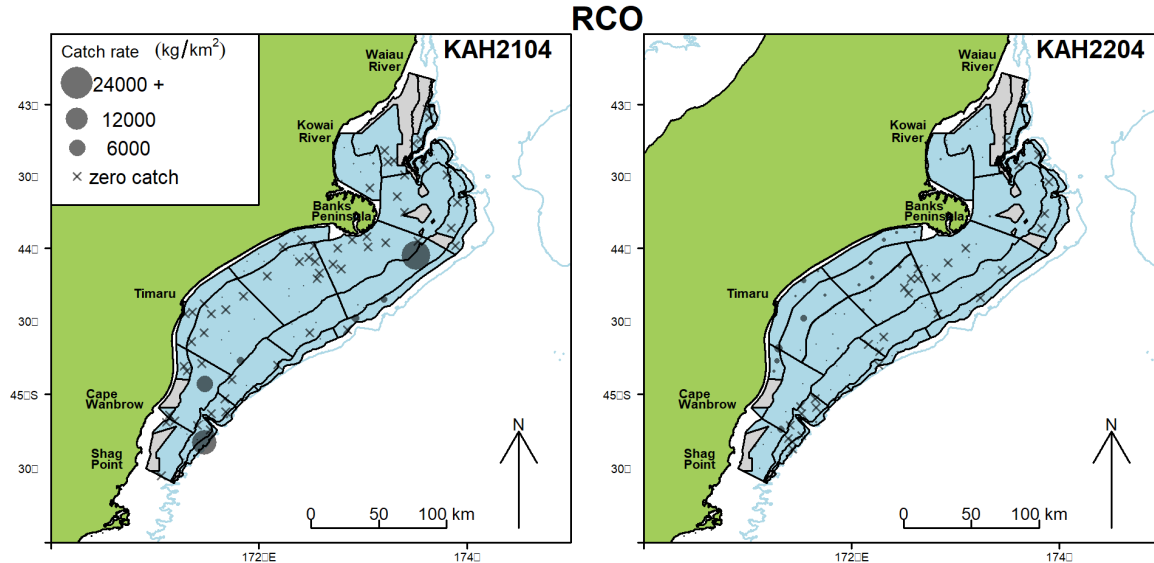 RCO
KAH2104
Catch rate (kg/km²)
24000 +
12000
6000
× zero catch
Waiau
River
Kowai
River
Banks
Peninsula
Timaru
Cape
Wanbrow
Shag
Point
43□
30□
44□
30□
45□S
30□
172□E
174□
N
0 50 100 km
KAH2204
Waiau
River
Kowai
River
Banks
Peninsula
Timaru
Cape
Wanbrow
Shag
Point
43□
30□
44□
30□
45□S
30□
172□E
174□
N
0 50 100 km